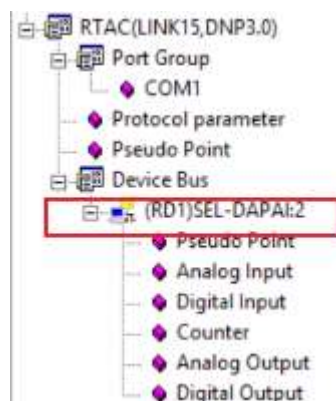 RTAC(LINK15,DNP3.0)
Port Group
COM1
Protocol parameter
Pseudo Point
Device Bus
(RD1)SEL-DAPAI:2
Pseudo Point
Analog Input
Digital Input
Counter
Analog Output
Digital Output